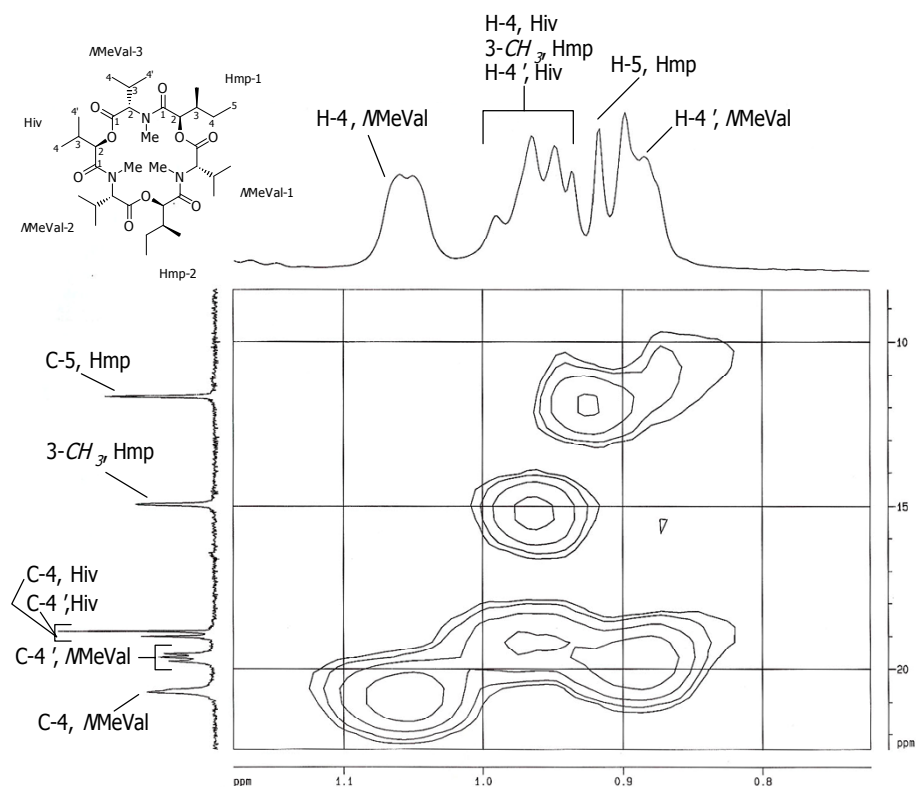 H-4, Hiv
3-CH3, Hmp
H-4', Hiv
H-5, Hmp
H-4, NMeVal
H-4', NMeVal
NMeVal-3
4
4'
3
Hmp-1
O
2
N
O
1
3
5
4
2
Hiv
4'
1
O
Me
O
O
3
4
2
1
O
N
Me
Me
N
NMeVal-1
O
O
O
NMeVal-2
Hmp-2
C-5, Hmp
3-CH3, Hmp
C-4, Hiv
C-4', Hiv
C-4', NMeVal
C-4, NMeVal
10
15
20
ppm
ppm
1.1
1.0
0.9
0.8